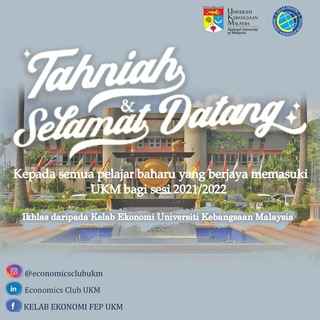 UNIVERSITI
KEBANGSAAN
MALAYSIA
National University
of Malaysia
Tahniah
&
Selamat Datang
Kepada semua pelajar baharu yang berjaya memasuki
UKM bagi sesi 2021/2022
Ikhlas daripada Kelab Ekonomi Universiti Kebangsaan Malaysia
@economicsclubukm
Economics Club UKM
KELAB EKONOMI FEP UKM